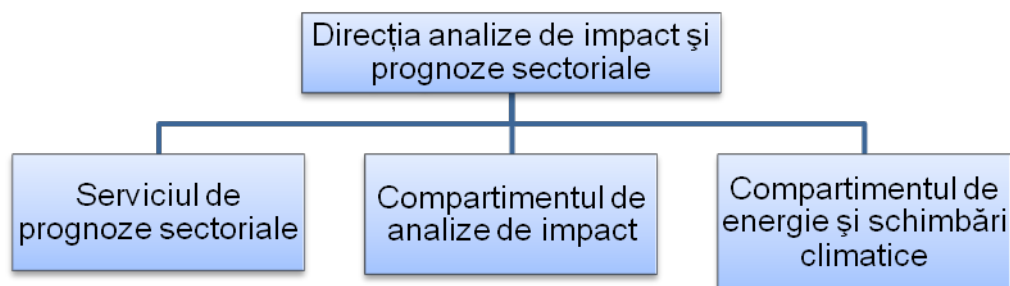 Direcția analize de impact şi
prognoze sectoriale
Serviciul de
prognoze sectoriale
Compartimentul de
analize de impact
Compartimentul de
energie şi schimbări
climatice